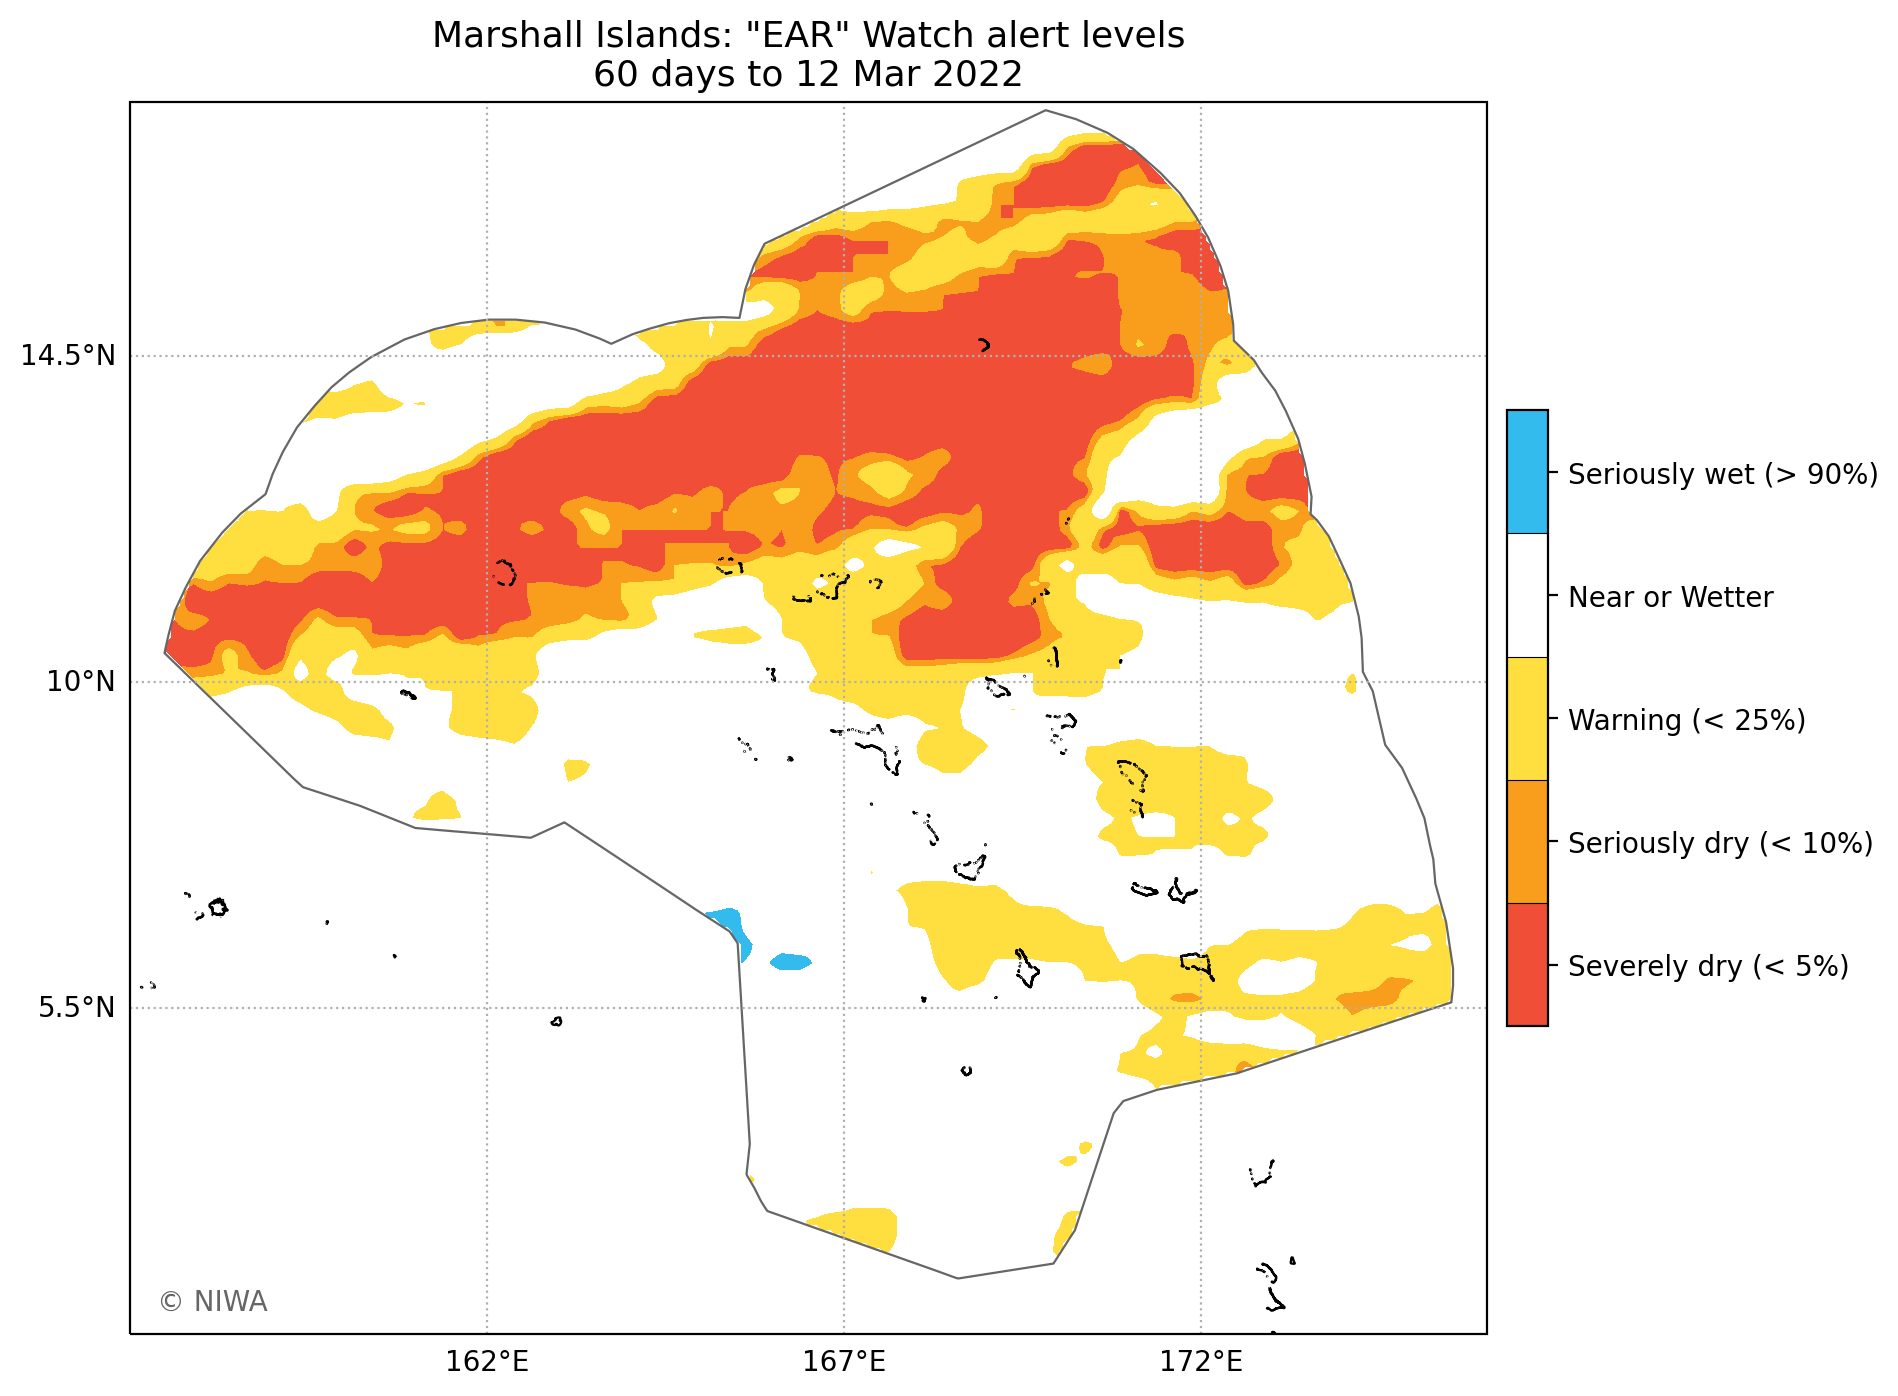 Marshall Islands: "EAR" Watch alert levels
60 days to 12 Mar 2022
14.5°N
10°N
5.5°N
162°E
167°E
172°E
© NIWA
Seriously wet (> 90%)
Near or Wetter
Warning (< 25%)
Seriously dry (< 10%)
Severely dry (< 5%)